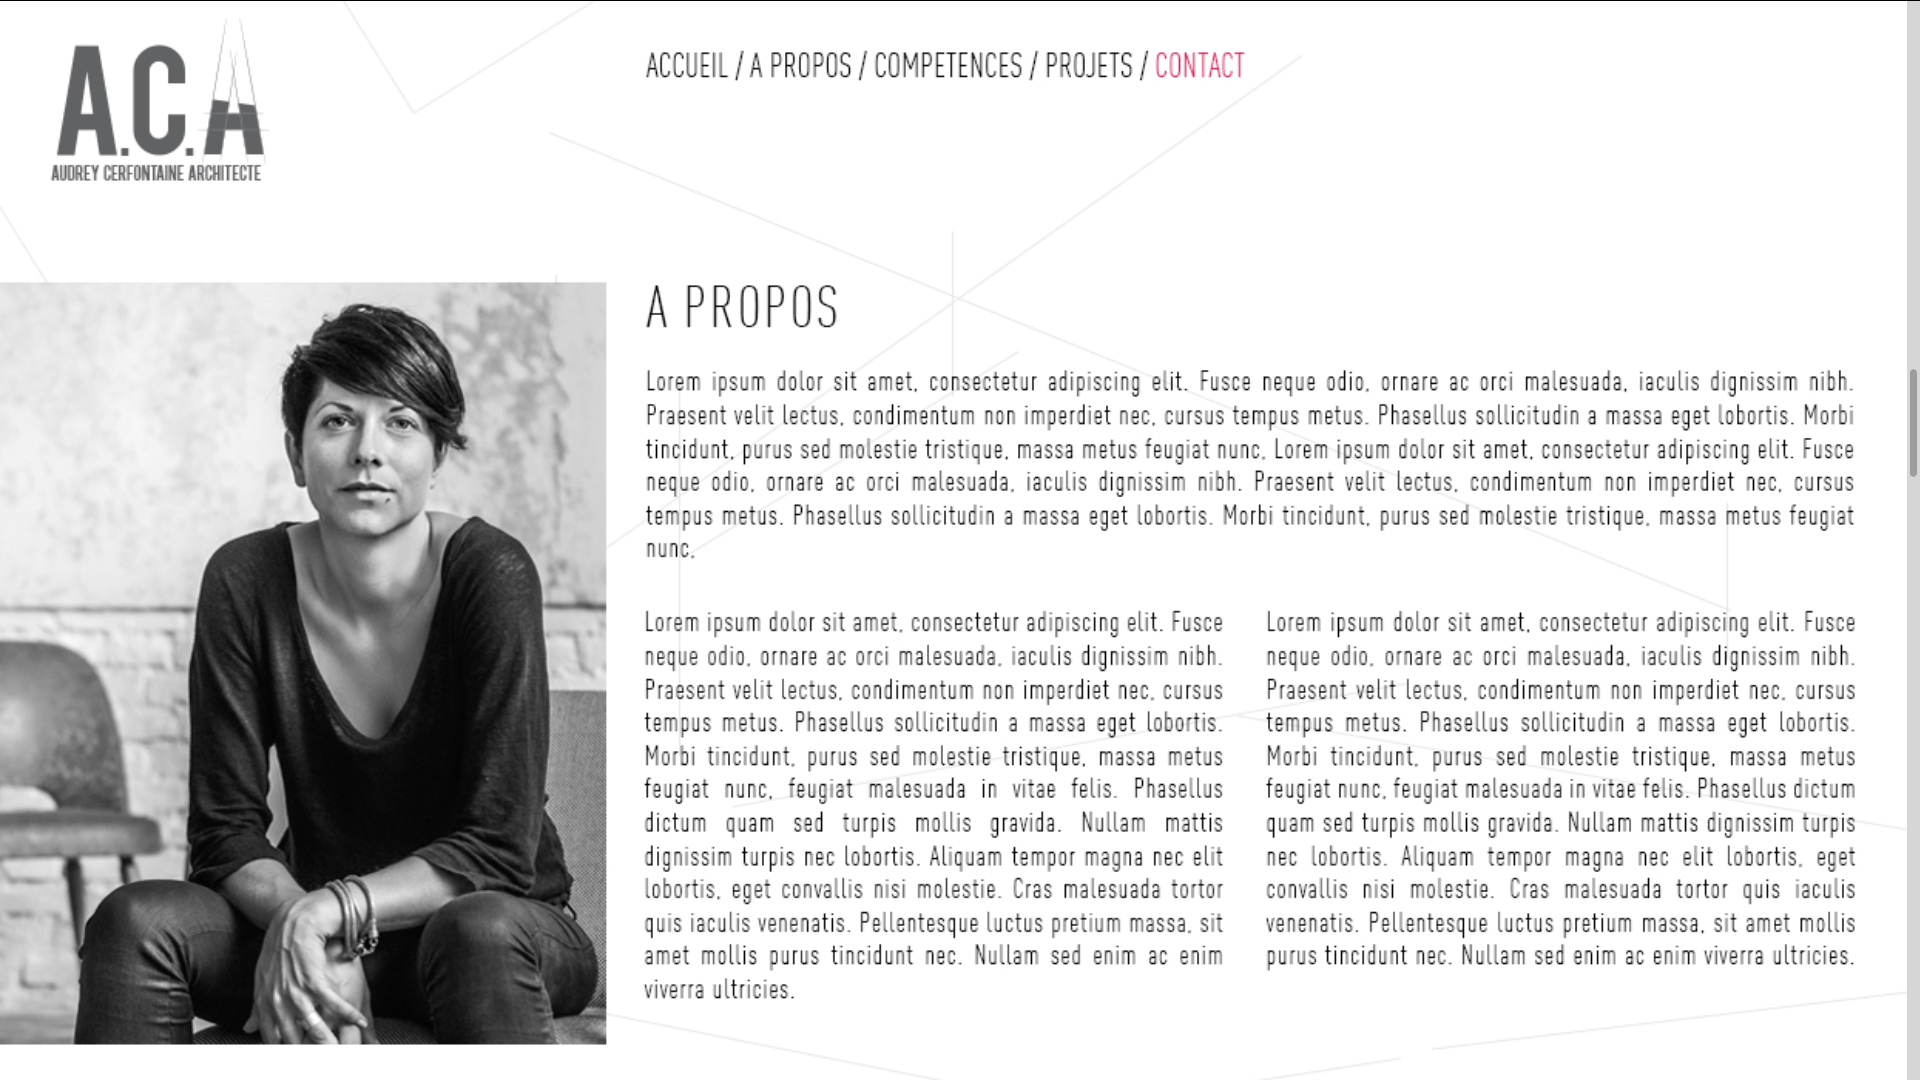 A.C.A
AUDREY CERFONTAINE ARCHITECTE
ACCUEIL / A PROPOS / COMPETENCES / PROJETS / CONTACT
A PROPOS
Lorem ipsum dolor sit amet, consectetur adipiscing elit. Fusce neque odio, ornare ac orci malesuada, iaculis dignissim nibh.
Praesent velit lectus, condimentum non imperdiet nec, cursus tempus metus. Phasellus sollicitudin a massa eget lobortis. Morbi
tincidunt, purus sed molestie tristique, massa metus feugiat nunc, Lorem ipsum dolor sit amet, consectetur adipiscing elit. Fusce
neque odio, ornare ac orci malesuada, iaculis dignissim nibh. Praesent velit lectus, condimentum non imperdiet nec, cursus
tempus metus. Phasellus sollicitudin a massa eget lobortis. Morbi tincidunt, purus sed molestie tristique, massa metus feugiat
nunc,
Lorem ipsum dolor sit amet, consectetur adipiscing elit. Fusce
neque odio, ornare ac orci malesuada, iaculis dignissim nibh.
Praesent velit lectus, condimentum non imperdiet nec, cursus
tempus metus. Phasellus sollicitudin a massa eget lobortis.
Morbi tincidunt, purus sed molestie tristique, massa metus
feugiat nunc, feugiat malesuada in vitae felis. Phasellus
dictum quam sed turpis mollis gravida. Nullam mattis
dignissim turpis nec lobortis. Aliquam tempor magna nec elit
lobortis, eget convallis nisi molestie. Cras malesuada tortor
quis iaculis venenatis. Pellentesque luctus pretium massa, sit
amet mollis purus tincidunt nec. Nullam sed enim ac enim
viverra ultricies.
Lorem ipsum dolor sit amet, consectetur adipiscing elit. Fusce
neque odio, ornare ac orci malesuada, iaculis dignissim nibh.
Praesent velit lectus, condimentum non imperdiet nec, cursus
tempus metus. Phasellus sollicitudin a massa eget lobortis.
Morbi tincidunt, purus sed molestie tristique, massa metus
feugiat nunc, feugiat malesuada in vitae felis. Phasellus dictum
quam sed turpis mollis gravida. Nullam mattis dignissim turpis
nec lobortis. Aliquam tempor magna nec elit lobortis, eget
convallis nisi molestie. Cras malesuada tortor quis iaculis
venenatis. Pellentesque luctus pretium massa, sit amet mollis
purus tincidunt nec. Nullam sed enim ac enim viverra ultricies.